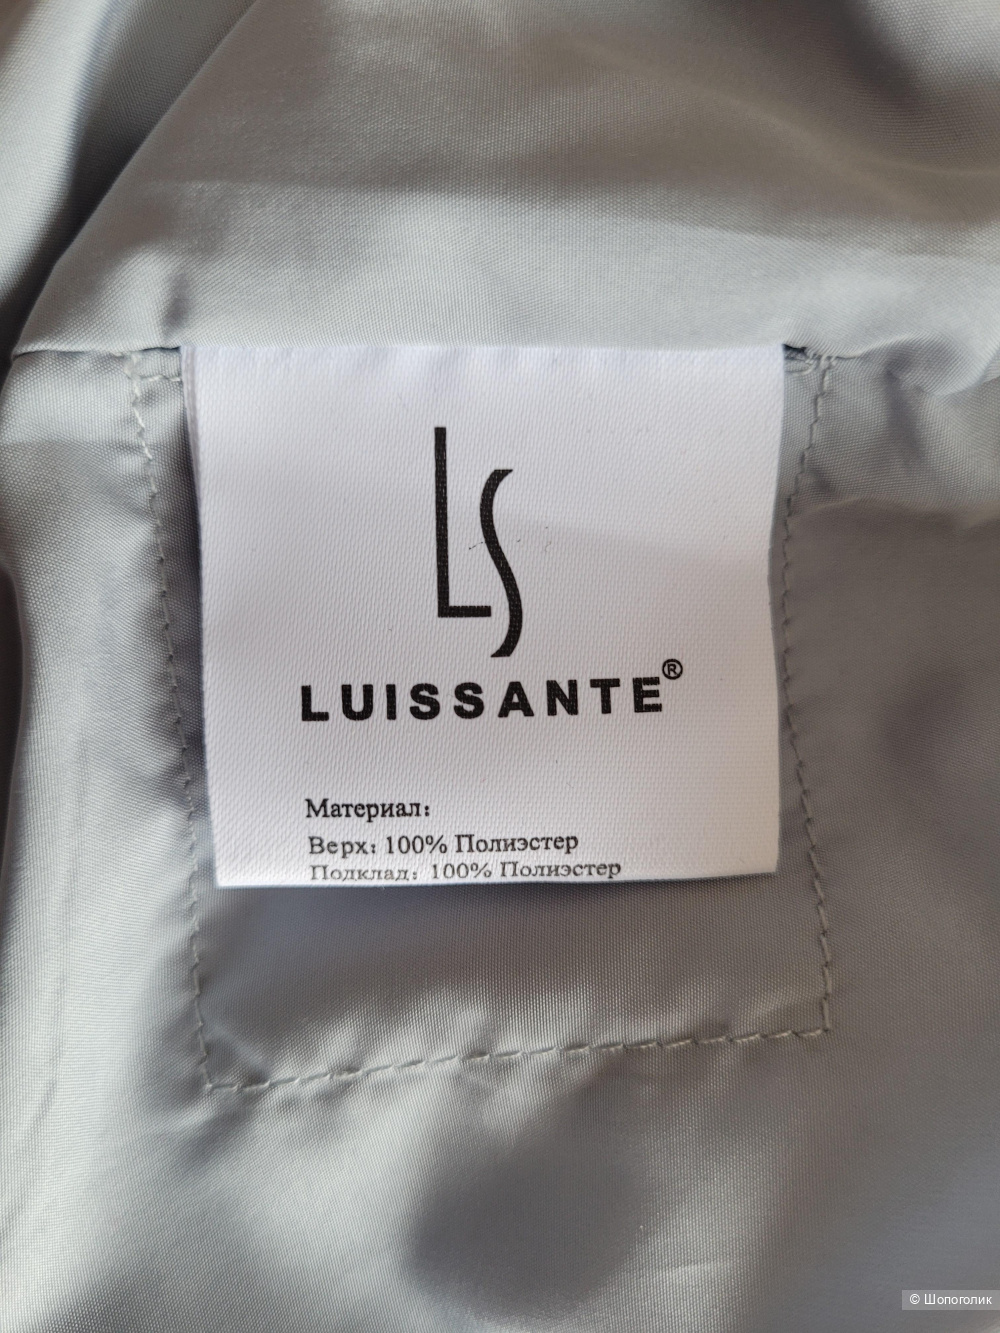 LS
LUISSANTE®
Материал:
Верх: 100% Полиэстер
Подклад: 100% Полиэстер
© Шопоголик